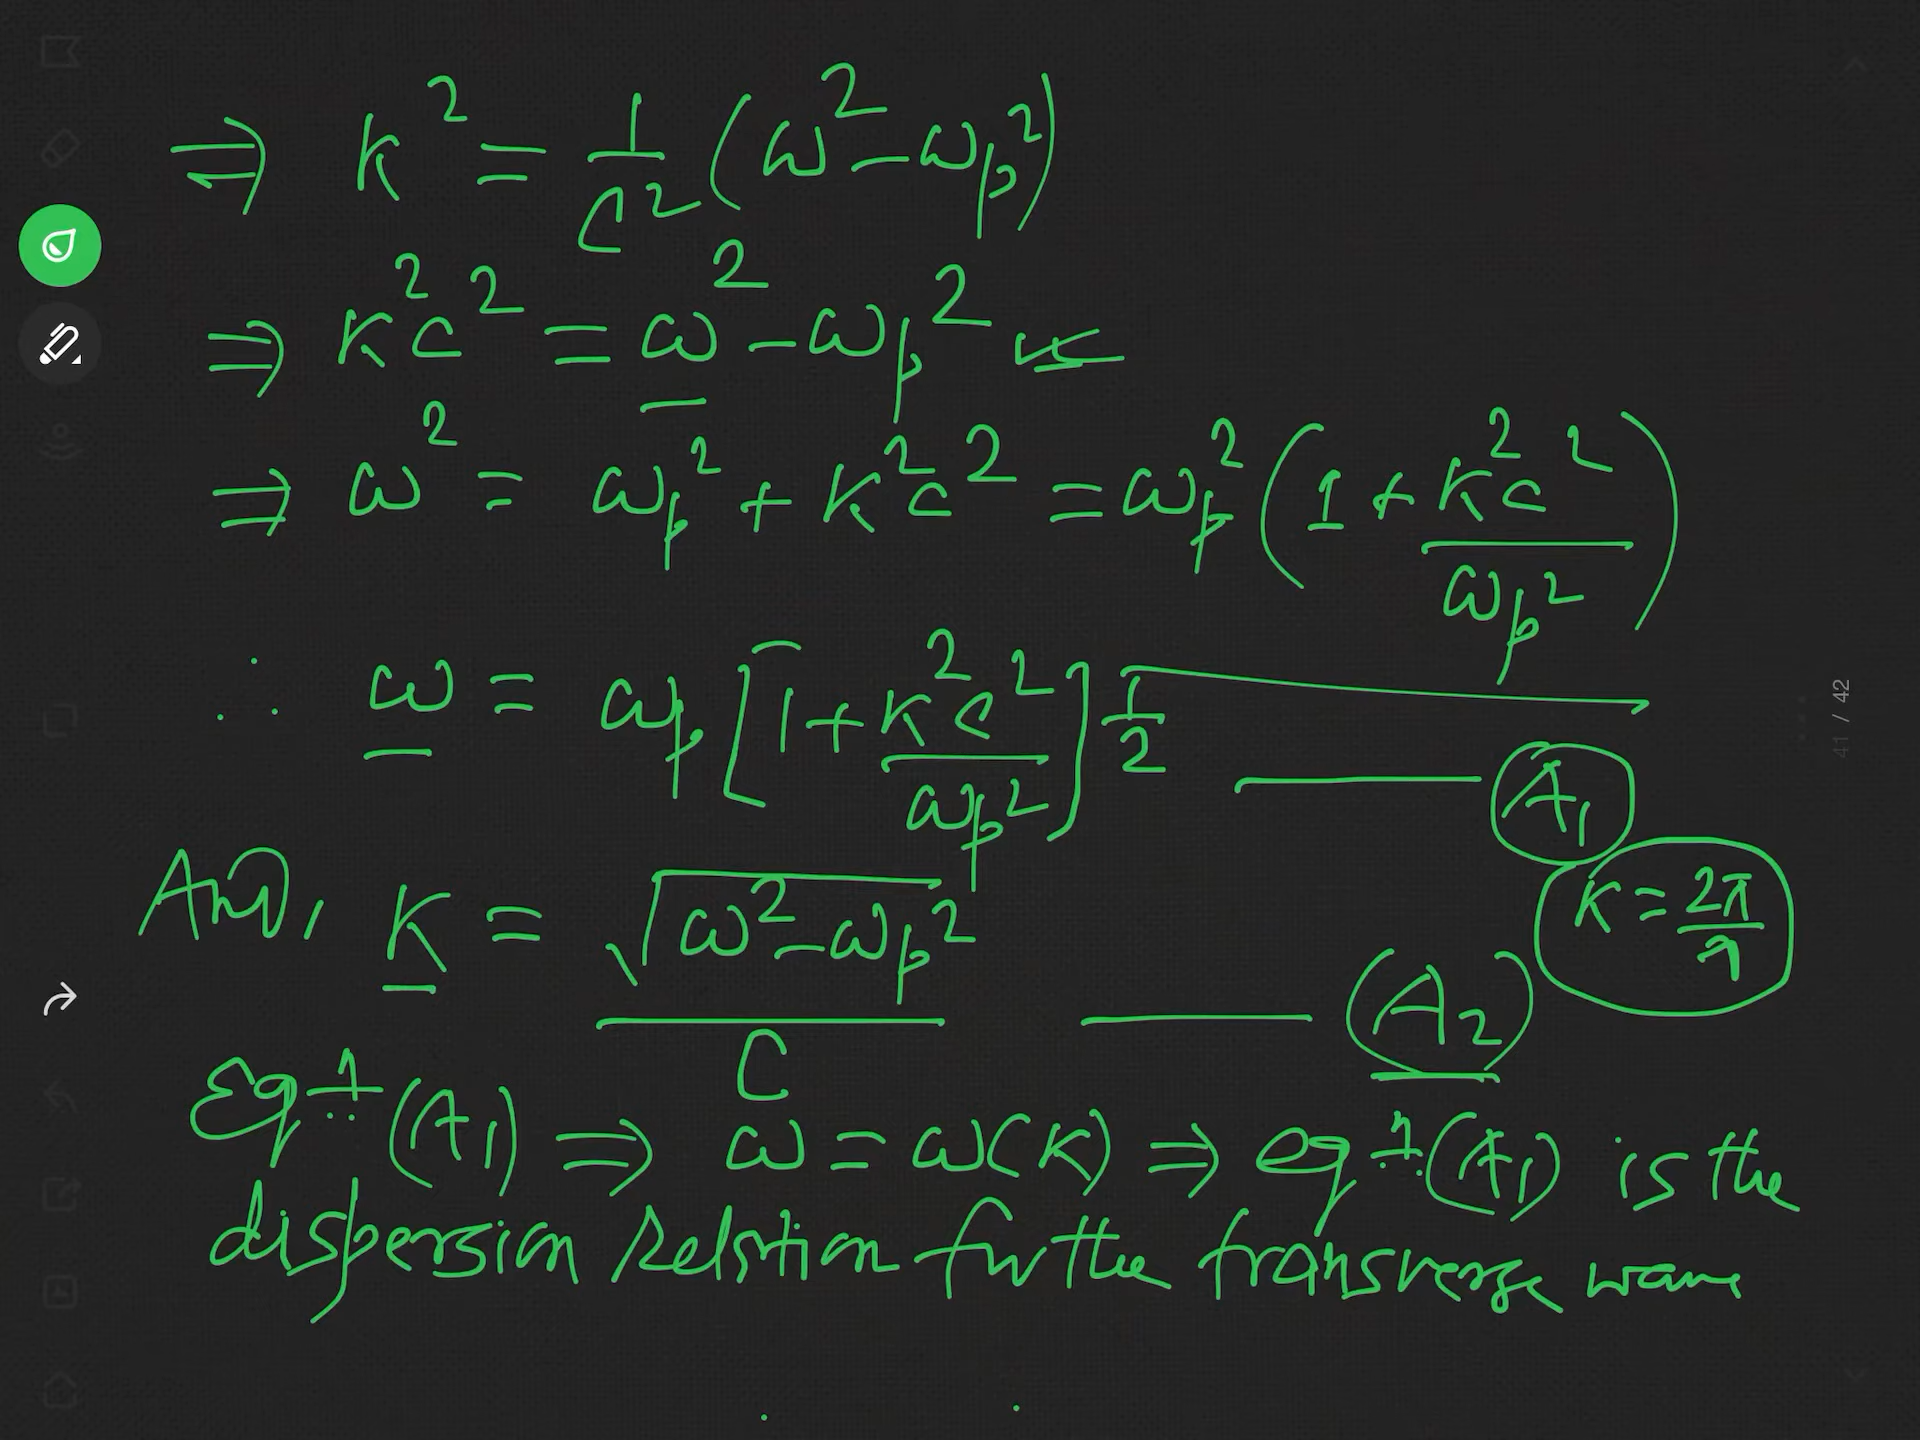 ⇒ k² = 1/c² (ω² − ωp²)
⇒ k²c² = ω² − ωp²
⇒ ω² = ωp² + k²c² = ωp² (1 + k²c²/ωp²)
∴ ω = ωp [1 + k²c²/ωp²]^1/2 —— A₁
And, k = √(ω² − ωp²)/c —— (A₂)
k = 2π/λ
Eqn (A₁) ⇒ ω = ω(k) ⇒ eqn (A₁) is the
dispersion relation for the transverse wave
41 / 42